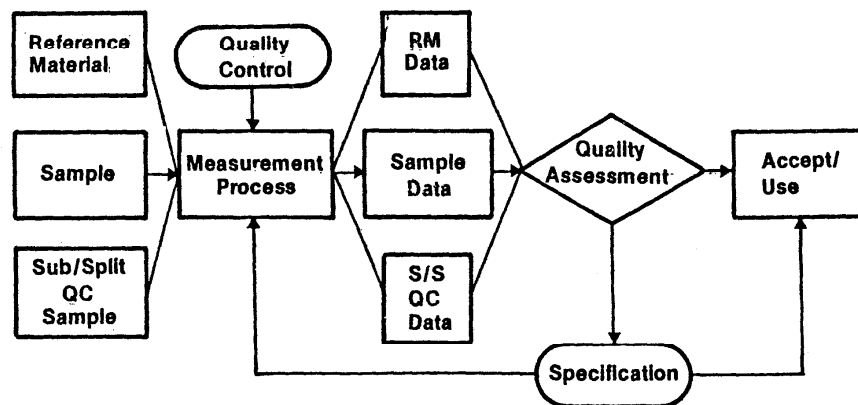 Reference
Material
Quality
Control
RM
Data
Sample
Measurement
Process
Sample
Data
Quality
Assessment
Accept/
Use
Sub/Split
QC
Sample
S/S
QC
Data
Specification